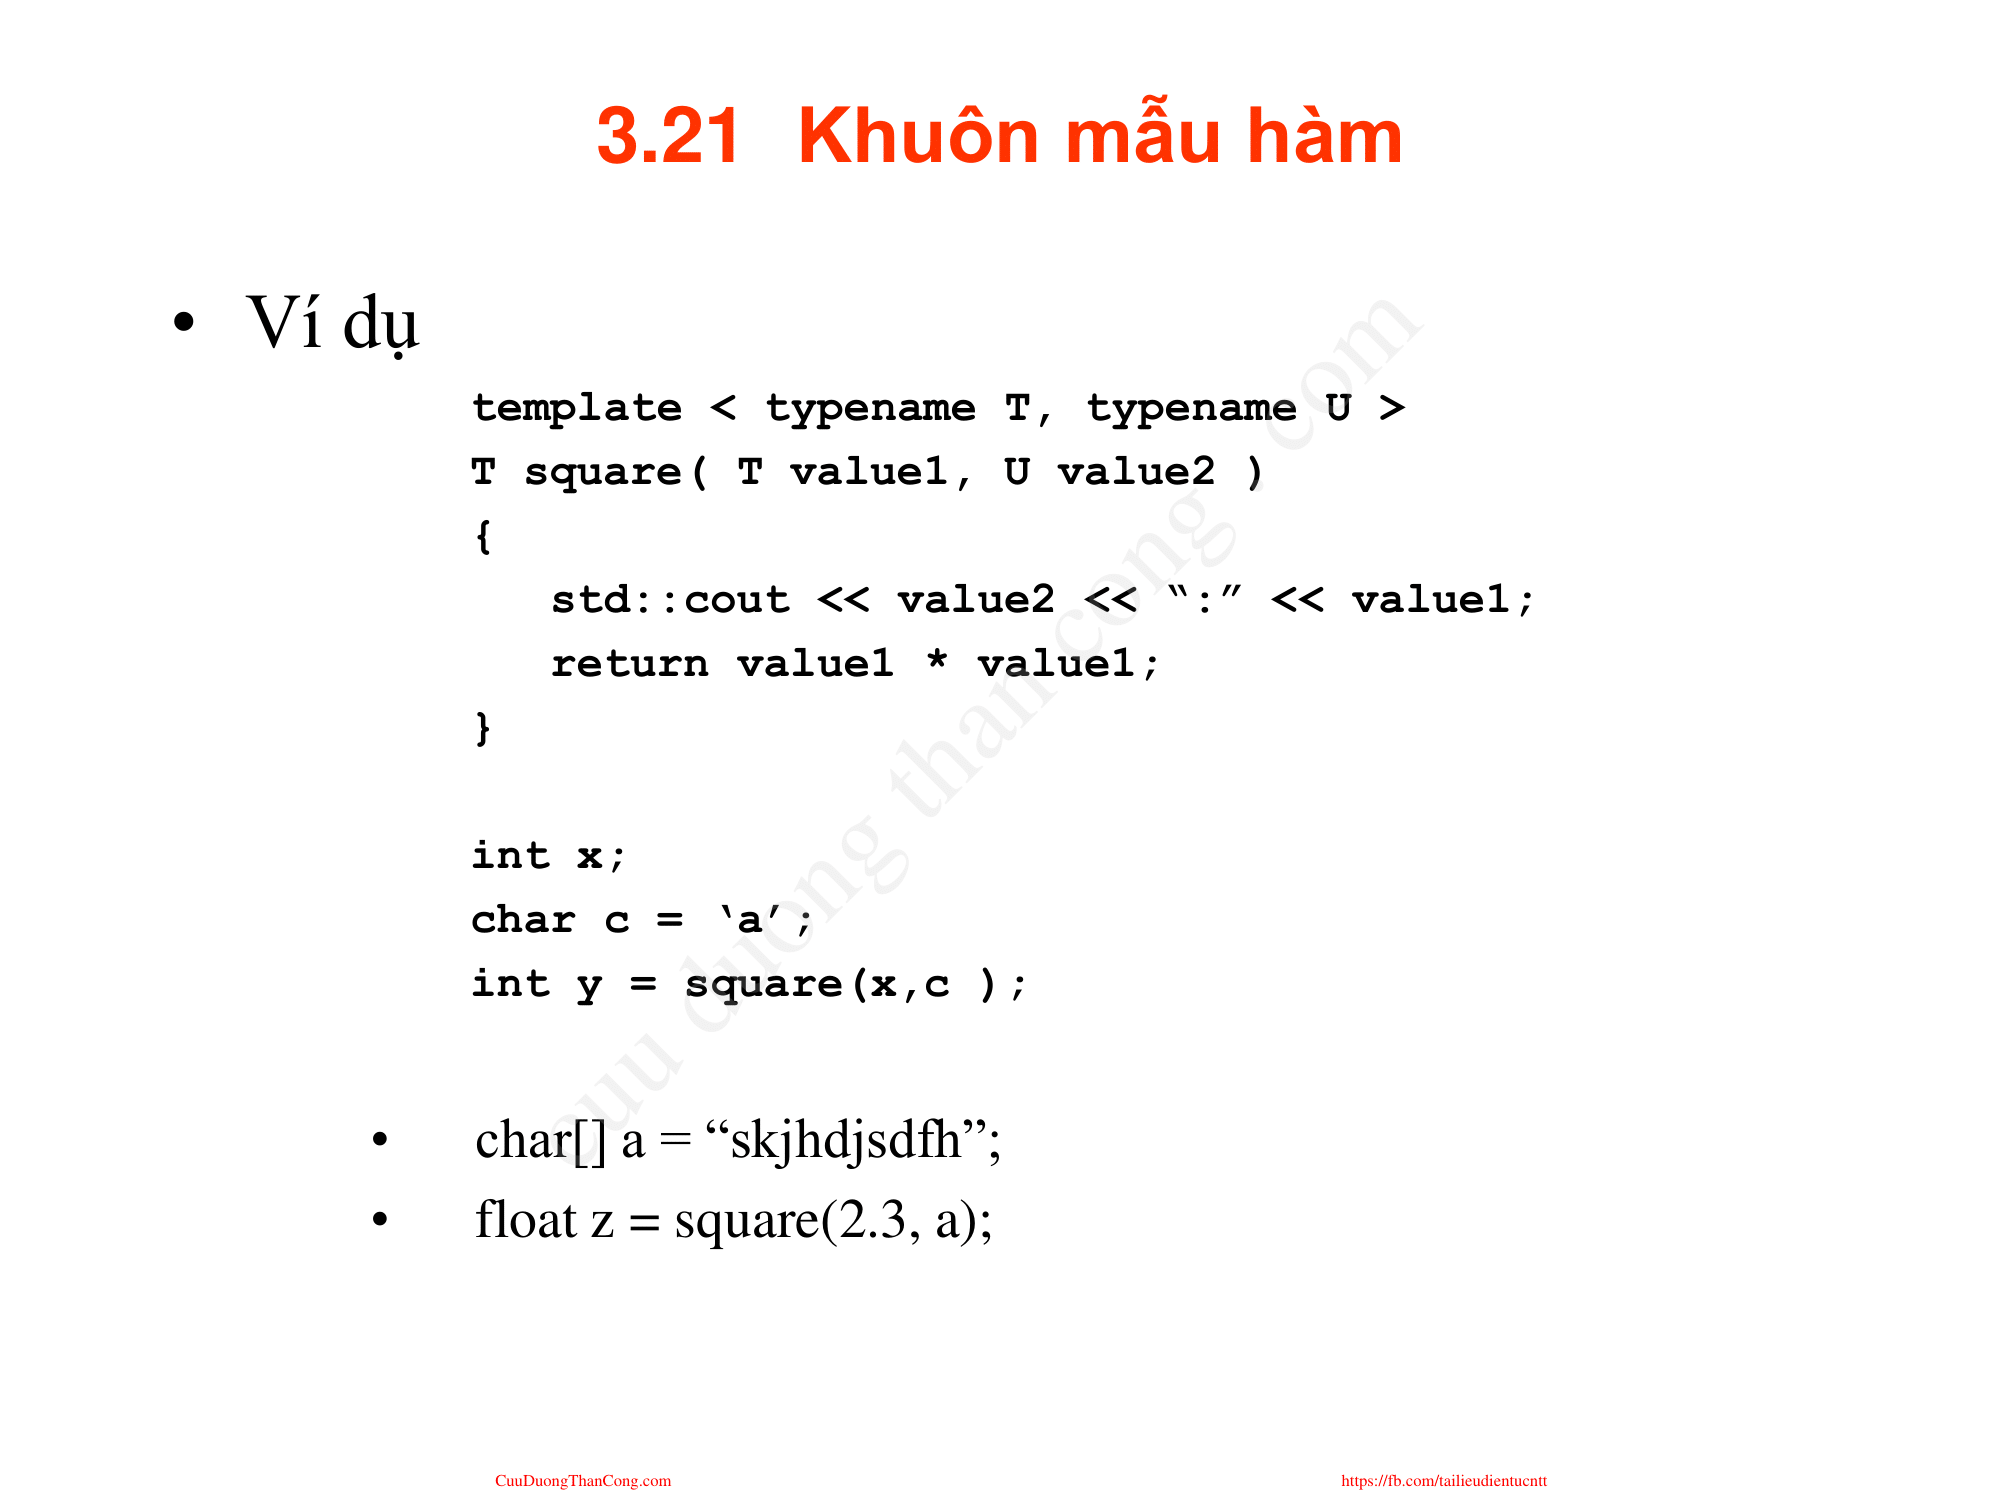 3.21 Khuôn mẫu hàm
• Ví dụ
template < typename T, typename U >
T square( T value1, U value2 )
{
std::cout << value2 << “:” << value1;
return value1 * value1;
}
int x;
char c = ‘a’;
int y = square(x,c );
• char[] a = “skjhdjsdfh”;
• float z = square(2.3, a);
cuu duong than cong . com
CuuDuongThanCong.com
https://fb.com/tailieudientucntt